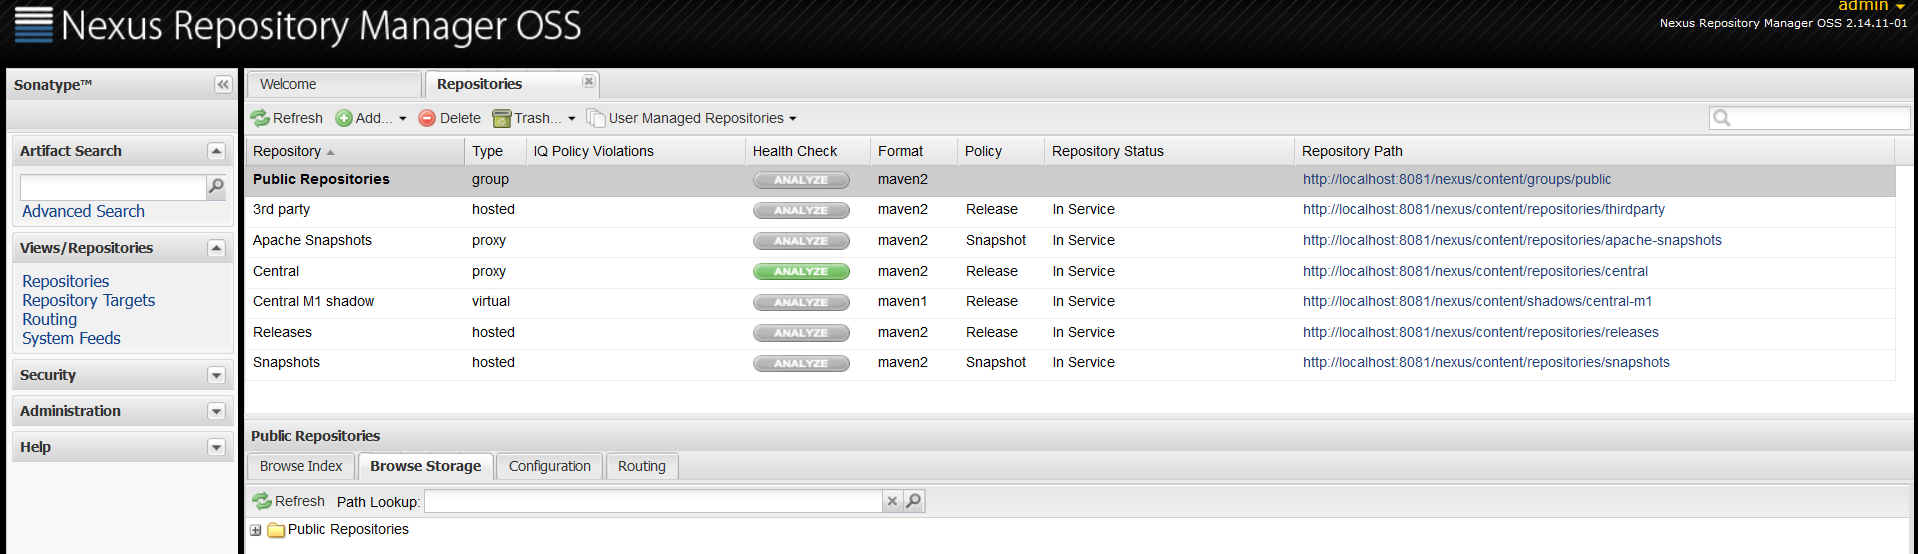 Nexus Repository Manager OSS
admin
Nexus Repository Manager OSS 2.14.11-01
Sonatype™
Artifact Search
Advanced Search
Views/Repositories
Repositories
Repository Targets
Routing
System Feeds
Security
Administration
Help
Welcome
Repositories
Refresh Add... Delete Trash... User Managed Repositories
Repository Type IQ Policy Violations Health Check Format Policy Repository Status Repository Path
Public Repositories group ANALYZE maven2 http://localhost:8081/nexus/content/groups/public
3rd party hosted ANALYZE maven2 Release In Service http://localhost:8081/nexus/content/repositories/thirdparty
Apache Snapshots proxy ANALYZE maven2 Snapshot In Service http://localhost:8081/nexus/content/repositories/apache-snapshots
Central proxy ANALYZE maven2 Release In Service http://localhost:8081/nexus/content/repositories/central
Central M1 shadow virtual ANALYZE maven1 Release In Service http://localhost:8081/nexus/content/shadows/central-m1
Releases hosted ANALYZE maven2 Release In Service http://localhost:8081/nexus/content/repositories/releases
Snapshots hosted ANALYZE maven2 Snapshot In Service http://localhost:8081/nexus/content/repositories/snapshots
Public Repositories
Browse Index Browse Storage Configuration Routing
Refresh Path Lookup:
Public Repositories